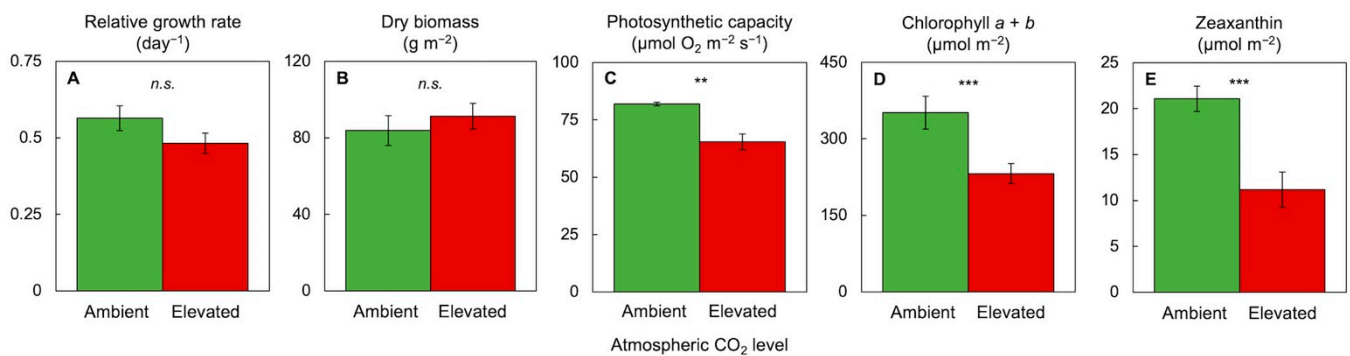 Relative growth rate
(day⁻¹)
0.75
0.5
0.25
0
A
n.s.
Ambient Elevated
Dry biomass
(g m⁻²)
120
80
40
0
B
n.s.
Ambient Elevated
Photosynthetic capacity
(μmol O₂ m⁻² s⁻¹)
100
75
50
25
0
C
**
Ambient Elevated
Chlorophyll a + b
(μmol m⁻²)
450
300
150
0
D
***
Ambient Elevated
Zeaxanthin
(μmol m⁻²)
25
20
15
10
5
0
E
***
Ambient Elevated
Atmospheric CO₂ level